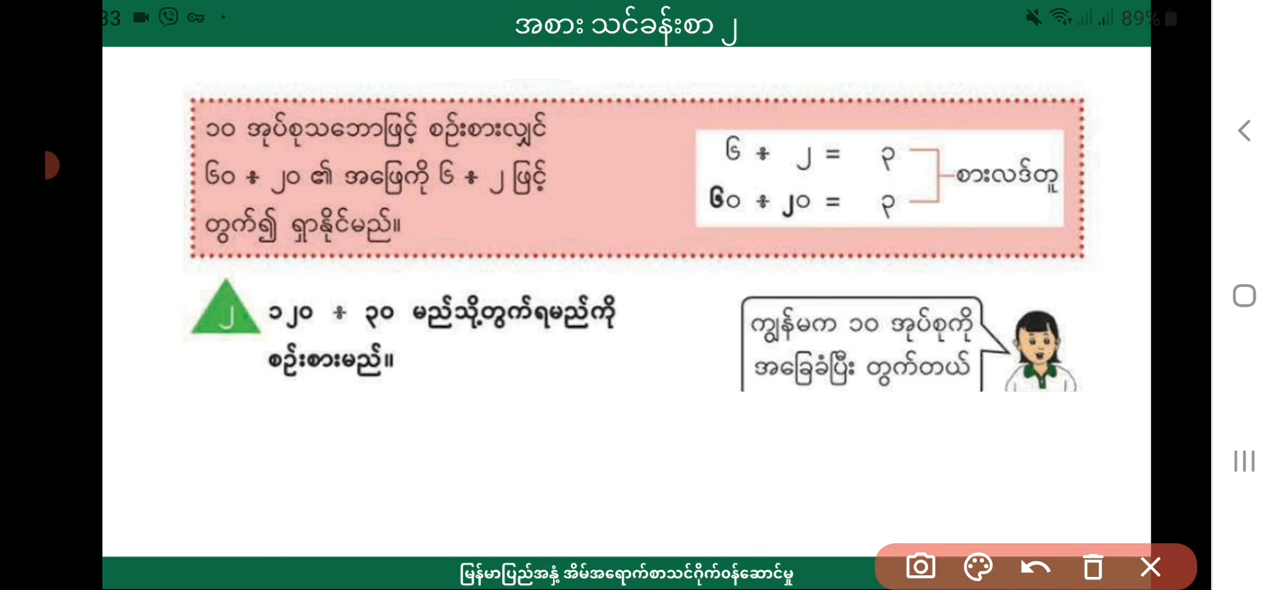 33
89%
အစား သင်ခန်းစာ ၂
၁၀ အုပ်စုသဘောဖြင့် စဉ်းစားလျှင်
၆၀ ÷ ၂၀ ၏ အဖြေကို ၆ ÷ ၂ ဖြင့်
တွက်၍ ရှာနိုင်မည်။
၆ ÷ ၂ = ၃
၆၀ ÷ ၂၀ = ၃
စားလဒ်တူ
၂ ၁၂၀ ÷ ၃၀ မည်သို့တွက်ရမည်ကို
စဉ်းစားမည်။
ကျွန်မက ၁၀ အုပ်စုကို
အခြေခံပြီး တွက်တယ်
မြန်မာပြည်အနှံ့ အိမ်အရောက်စာသင်ဂိုက်ဝန်ဆောင်မှု